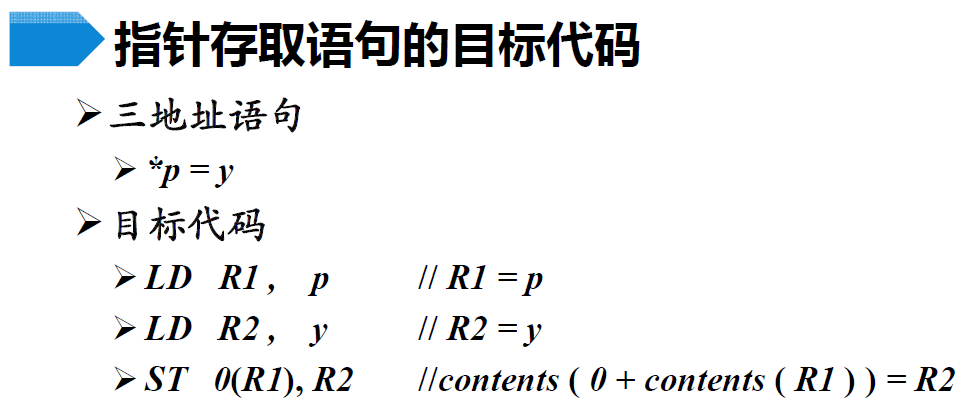 指针存取语句的目标代码
三地址语句
*p = y
目标代码
LD R1 , p // R1 = p
LD R2 , y // R2 = y
ST 0(R1), R2 //contents ( 0 + contents ( R1 ) ) = R2